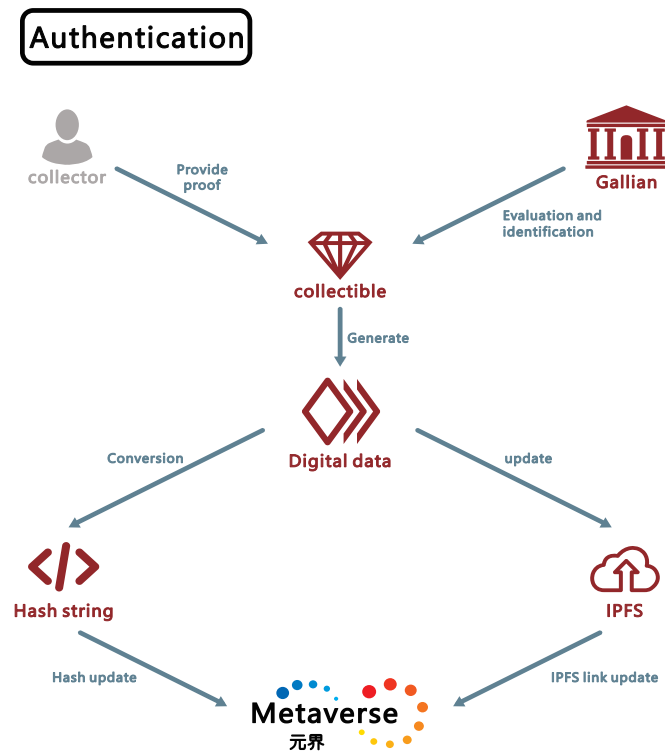 Authentication
collector
Provide
proof
Gallian
Evaluation and
identification
collectible
Generate
Digital data
Conversion
update
Hash string
IPFS
Hash update
IPFS link update
Metaverse
元界